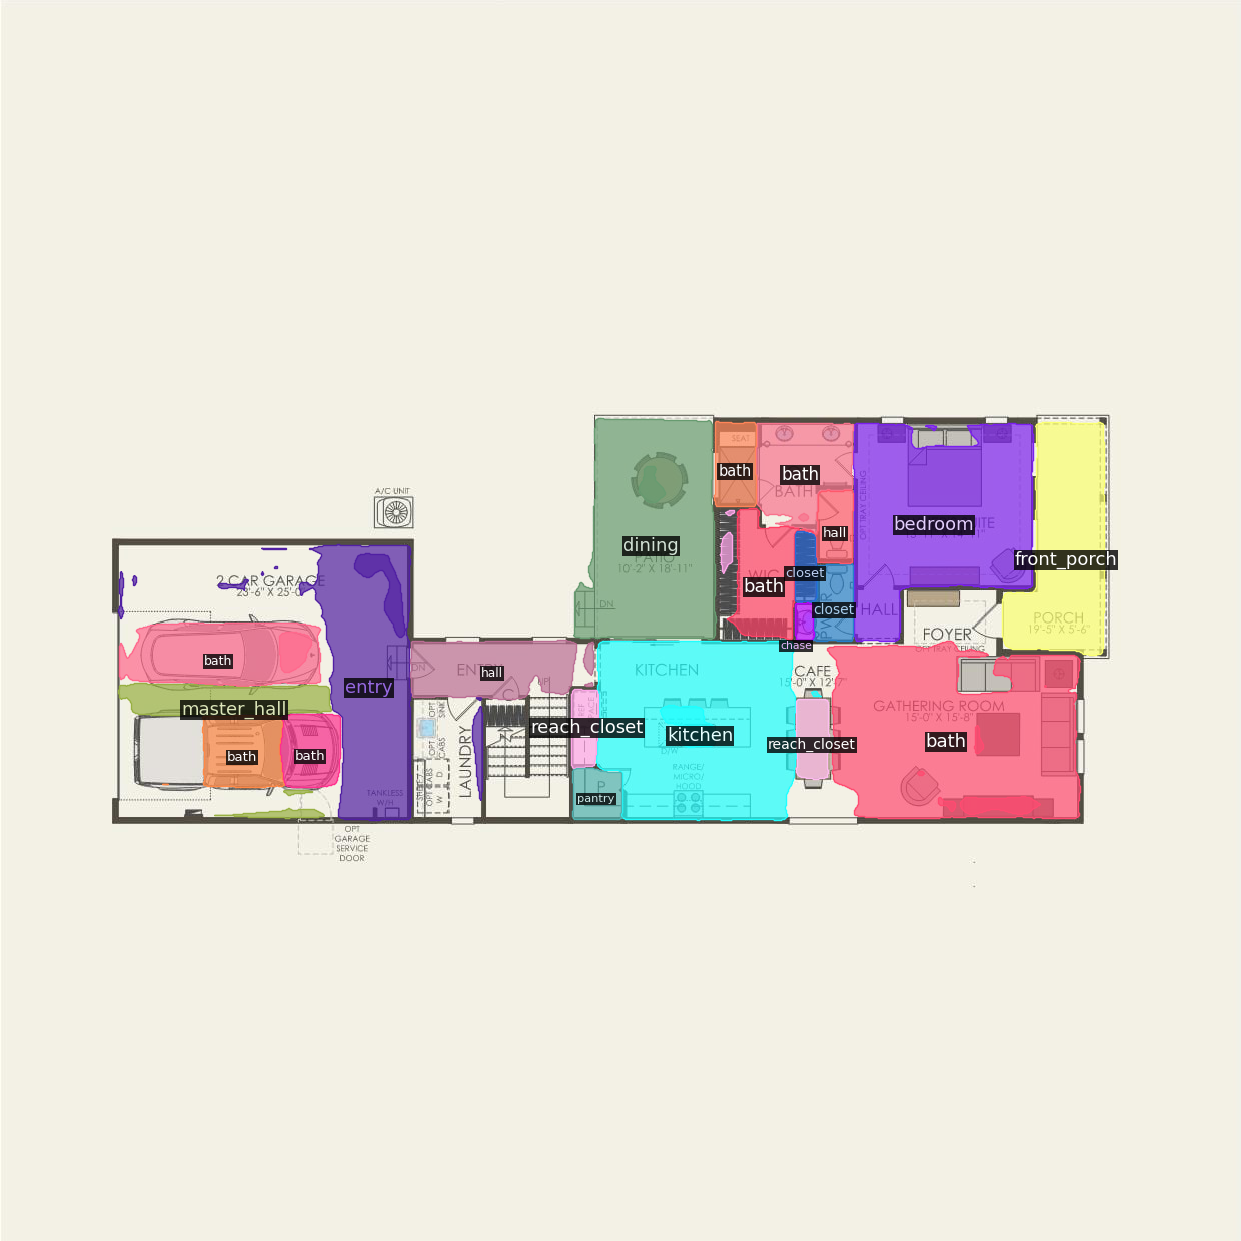 SEAT
bath
bath
BATH
OPT TRAY CEILING
bedroom
A/C UNIT
hall
dining
PATIO
10'-2" X 18'-11"
front_porch
closet
WIC
bath
2 CAR GARAGE
23'-6" X 25'-0"
DN
closet
HALL
PORCH
19'-5" X 5'-6"
FOYER
OPT TRAY CEILING
chase
bath
DN
hall
KITCHEN
CAFE
15'-0" X 12'-7"
entry
UP
master_hall
OPT
SINK
GATHERING ROOM
15'-0" X 15'-8"
reach_closet
kitchen
reach_closet
bath
OPT
CABS
LAUNDRY
D/W
bath
bath
RANGE/
MICRO/
HOOD
OPT CABS
D
W
P
pantry
TANKLESS
W/H
OPT
GARAGE
SERVICE
DOOR